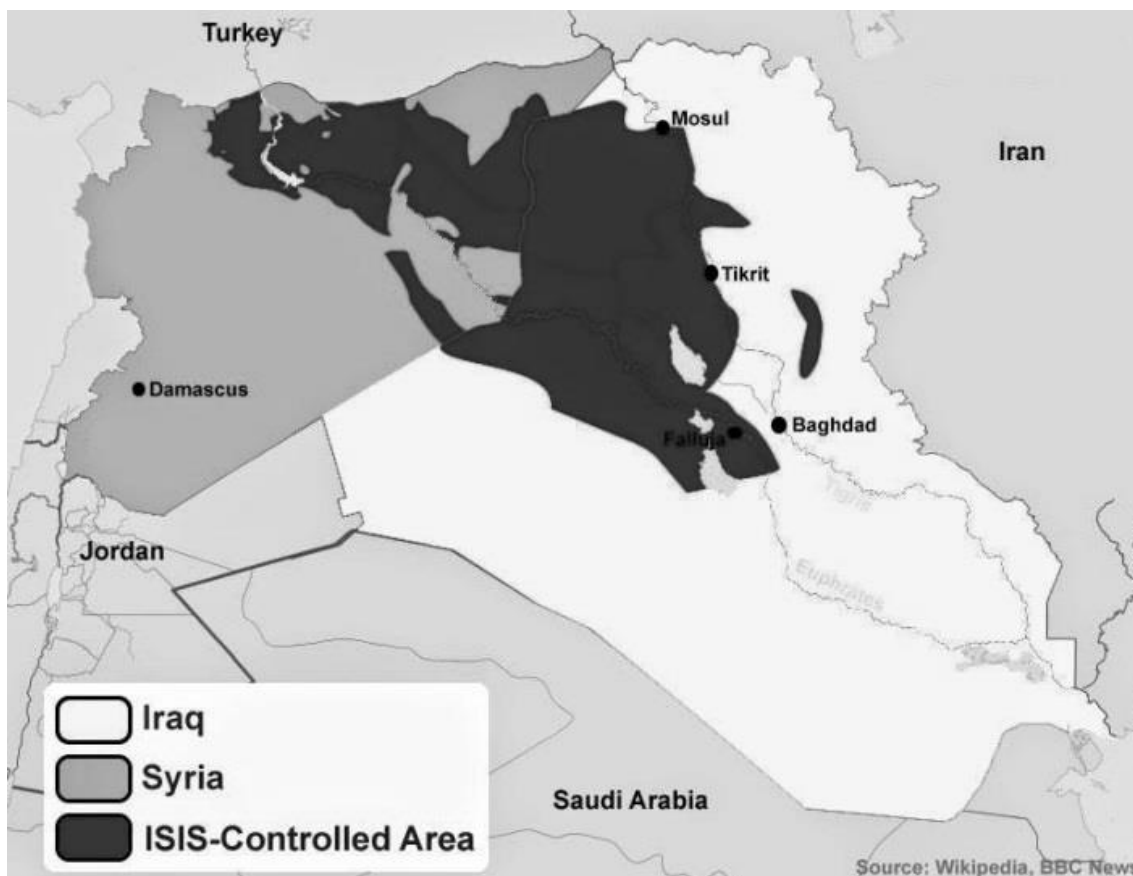 Turkey
Mosul
Iran
Tikrit
Damascus
Baghdad
Falluja
Tigris
Jordan
Euphrates
Iraq
Syria
Saudi Arabia
ISIS-Controlled Area
Source: Wikipedia, BBC News